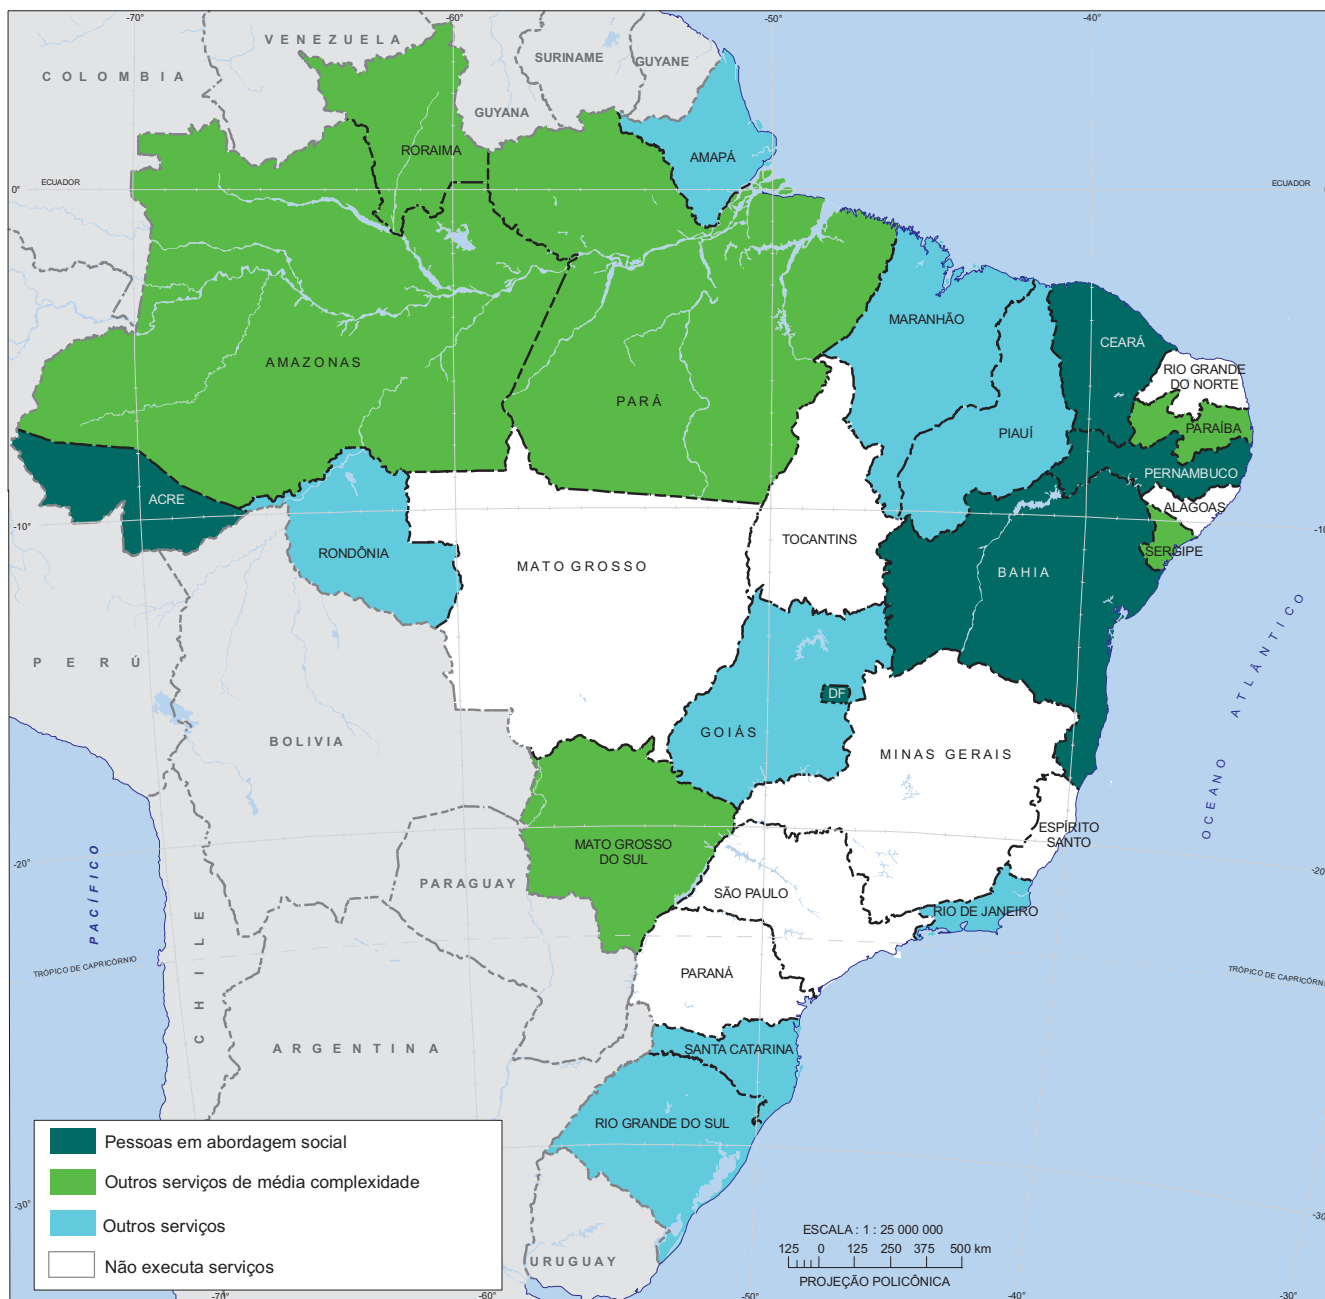 -70°
-60°
-50°
-40°
VENEZUELA
COLOMBIA
SURINAME
GUYANE
GUYANA
RORAIMA
AMAPÁ
0°
ECUADOR
ECUADOR
MARANHÃO
CEARÁ
AMAZONAS
RIO GRANDE
DO NORTE
PARÁ
PARAÍBA
PIAUÍ
PERNAMBUCO
ACRE
ALAGOAS
-10°
RONDÔNIA
TOCANTINS
SERGIPE
MATO GROSSO
BAHIA
PERÚ
OCEANO ATLÂNTICO
DF
GOIÁS
BOLIVIA
MINAS GERAIS
ESPÍRITO
SANTO
MATO GROSSO
DO SUL
-20°
-20°
PARAGUAY
SÃO PAULO
RIO DE JANEIRO
PACÍFICO
CHILE
TRÓPICO DE CAPRICÓRNIO
PARANÁ
TRÓPICO DE CAPRICÓRNIO
ARGENTINA
SANTA CATARINA
RIO GRANDE DO SUL
Pessoas em abordagem social
Outros serviços de média complexidade
Outros serviços
Não executa serviços
-30°
-30°
URUGUAY
ESCALA : 1 : 25 000 000
125 0 125 250 375 500 km
PROJEÇÃO POLICÔNICA
-70°
-60°
-50°
-40°
-30°